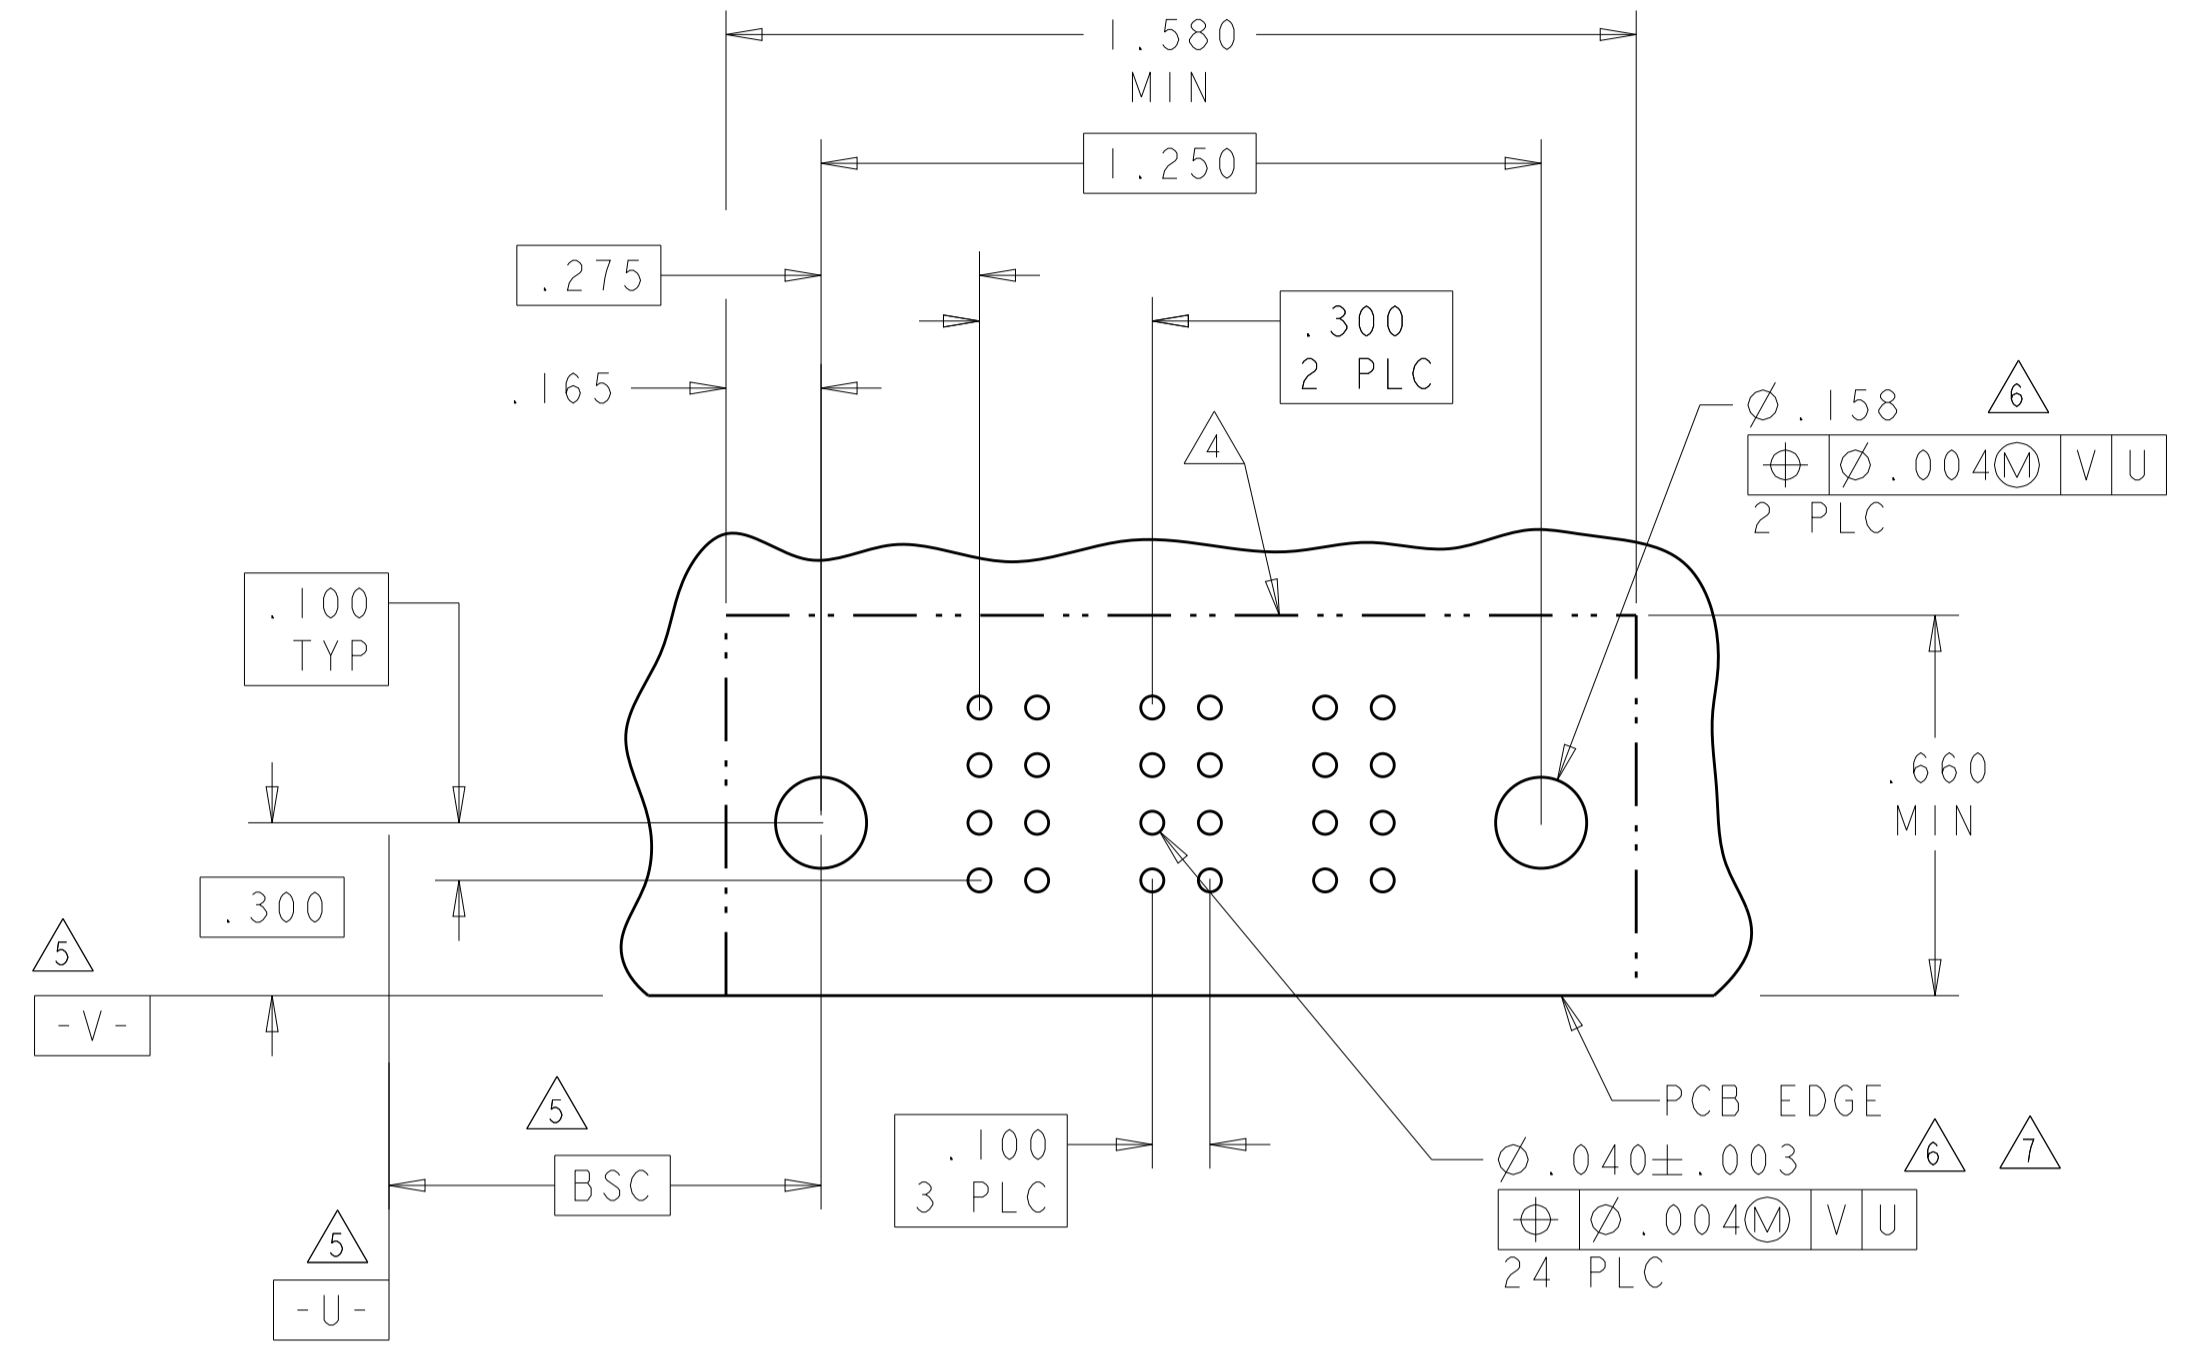 1.580
MIN
1.250
.275
.300
2 PLC
.165
4
Ø.158
6
⌖ Ø.004Ⓜ V U
2 PLC
.100
TYP
.660
MIN
.300
5
-V-
5
BSC
.100
3 PLC
PCB EDGE
Ø.040±.003
6
7
⌖ Ø.004Ⓜ V U
24 PLC
5
-U-